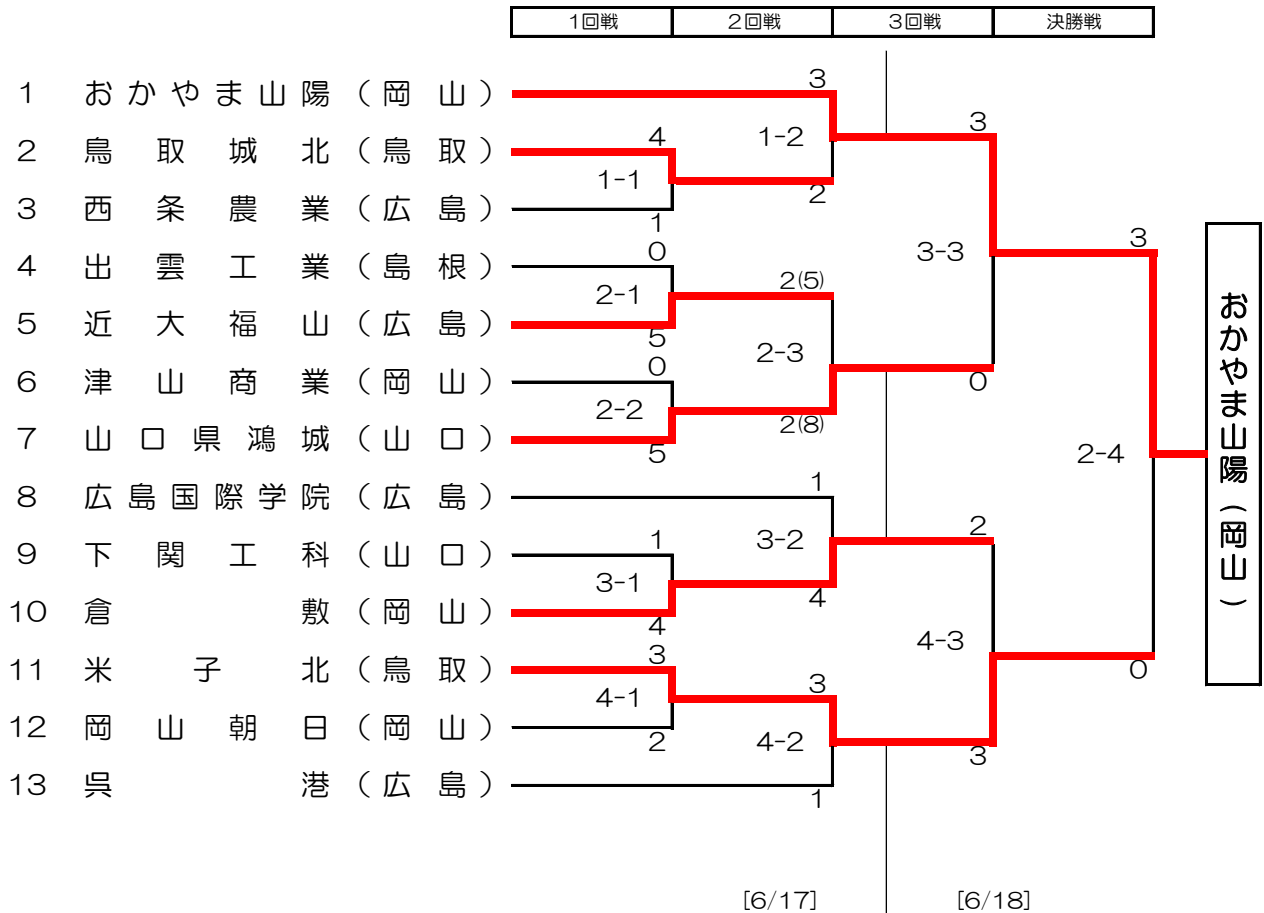 1回戦 2回戦 3回戦 決勝戦
3
1 おかやま山陽（岡山）
3
4
1-2
2 鳥取城北（鳥取）
1-1
2
3 西条農業（広島）
1
0
3
4 出雲工業（島根）
3-3
2(5)
2-1
5 近大福山（広島）
5
2-3
0
6 津山商業（岡山）
0
2-2
2(8)
7 山口県鴻城（山口）
5
2-4
おかやま山陽（岡山）
8 広島国際学院（広島）
1
2
9 下関工科（山口）
1
3-2
3-1
4
10 倉敷（岡山）
4
4-3
3
11 米子北（鳥取）
0
3
4-1
12 岡山朝日（岡山）
2
4-2
3
13 呉港（広島）
1
[6/17] [6/18]